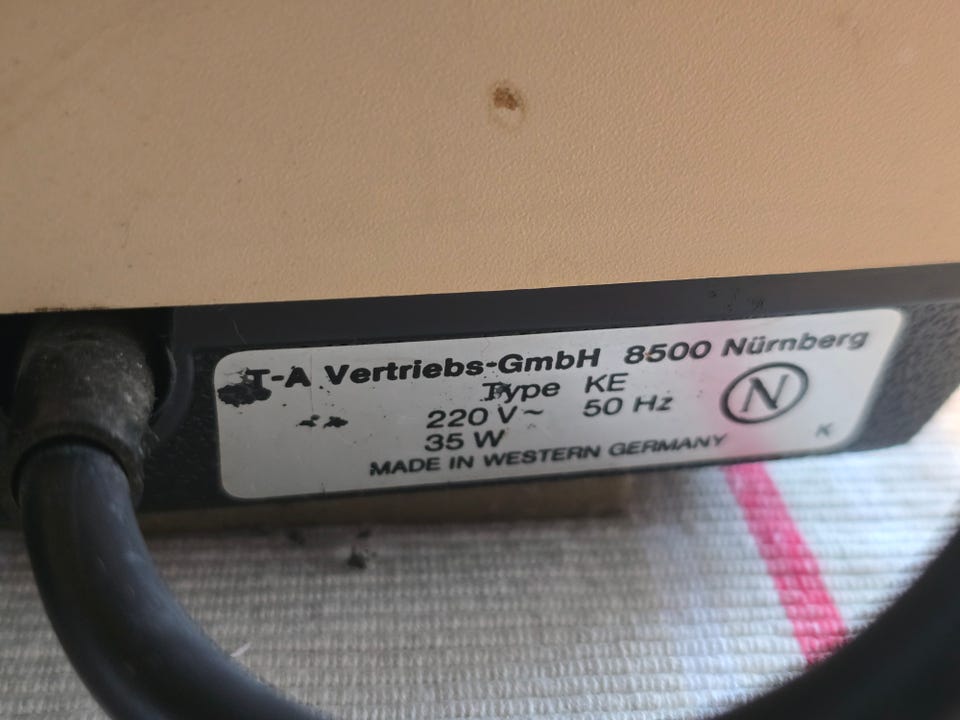 T-A Vertriebs-GmbH 8500 Nürnberg
Type KE
220 V~ 50 Hz
35 W
N
MADE IN WESTERN GERMANY
K